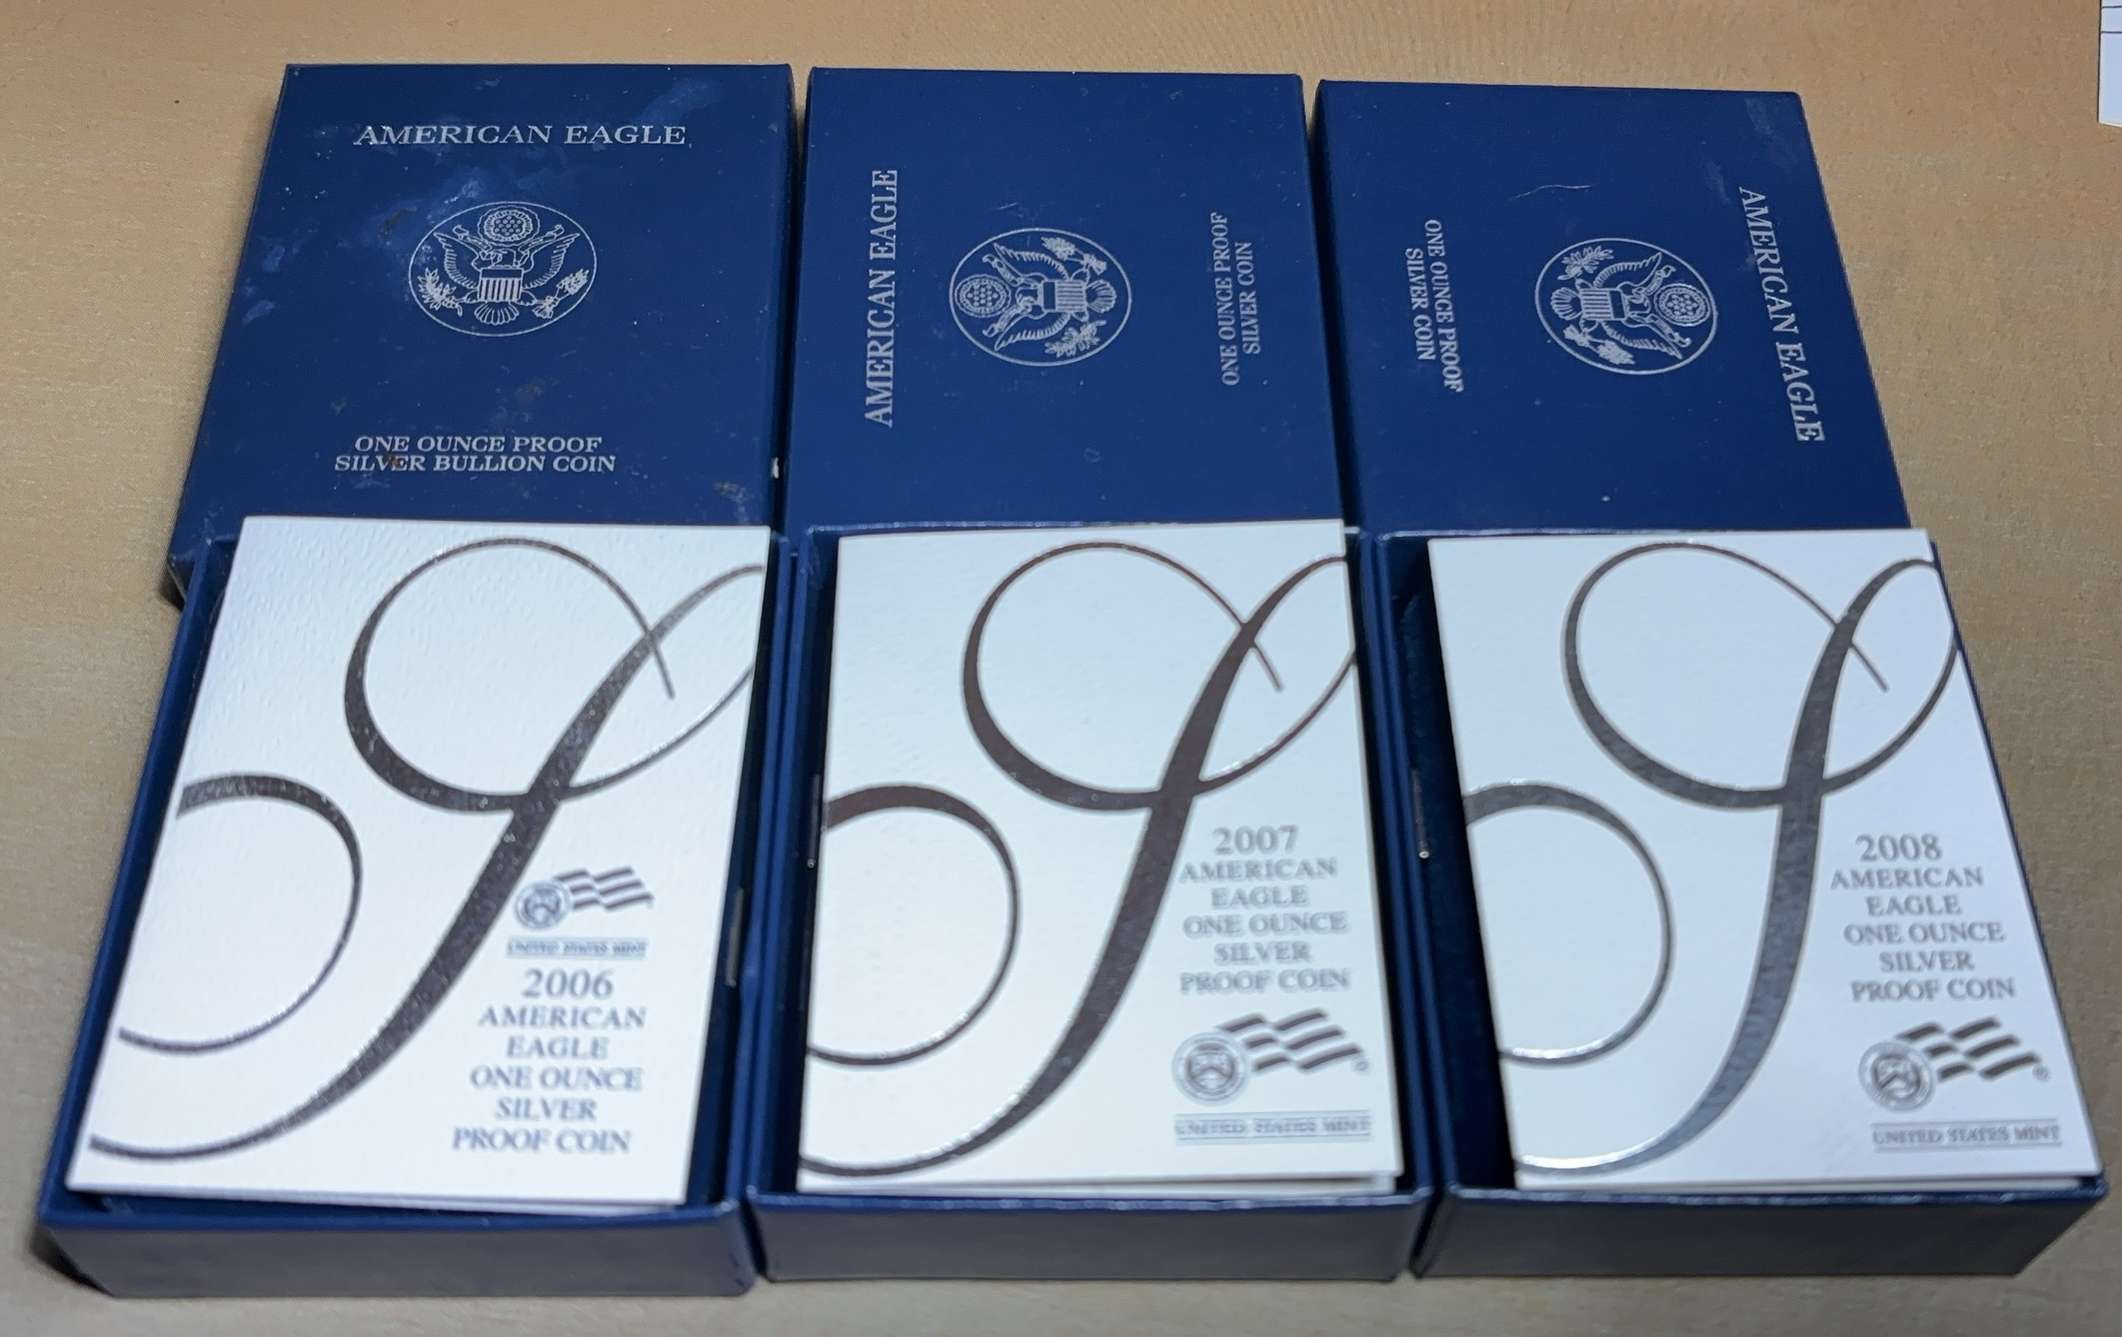 AMERICAN EAGLE
ONE OUNCE PROOF
SILVER BULLION COIN
AMERICAN EAGLE
ONE OUNCE PROOF
SILVER COIN
AMERICAN EAGLE
ONE OUNCE PROOF
SILVER COIN
UNITED STATES MINT
2006
AMERICAN
EAGLE
ONE OUNCE
SILVER
PROOF COIN
2007
AMERICAN
EAGLE
ONE OUNCE
SILVER
PROOF COIN
UNITED STATES MINT
2008
AMERICAN
EAGLE
ONE OUNCE
SILVER
PROOF COIN
UNITED STATES MINT